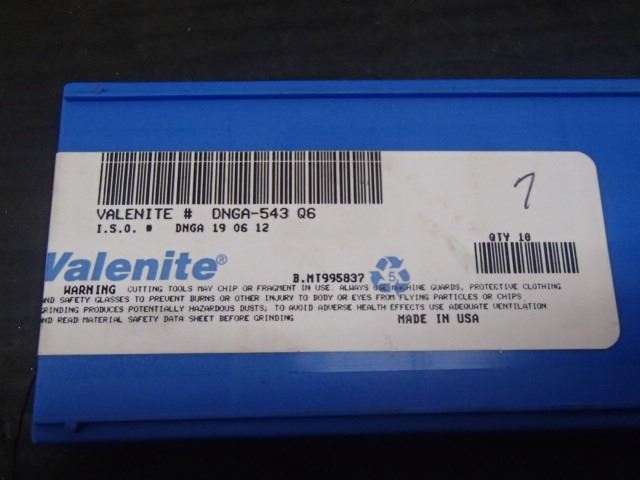 VALENITE # DNGA-543 Q6
7
I.S.O. # DNGA 19 06 12
QTY 10
Valenite®
B.MT995837
5
WARNING CUTTING TOOLS MAY CHIP OR FRAGMENT IN USE. ALWAYS USE MACHINE GUARDS, PROTECTIVE CLOTHING
AND SAFETY GLASSES TO PREVENT BURNS OR OTHER INJURY TO BODY OR EYES FROM FLYING PARTICLES OR CHIPS
GRINDING PRODUCES POTENTIALLY HAZARDOUS DUSTS; TO AVOID ADVERSE HEALTH EFFECTS USE ADEQUATE VENTILATION
AND READ MATERIAL SAFETY DATA SHEET BEFORE GRINDING
MADE IN USA